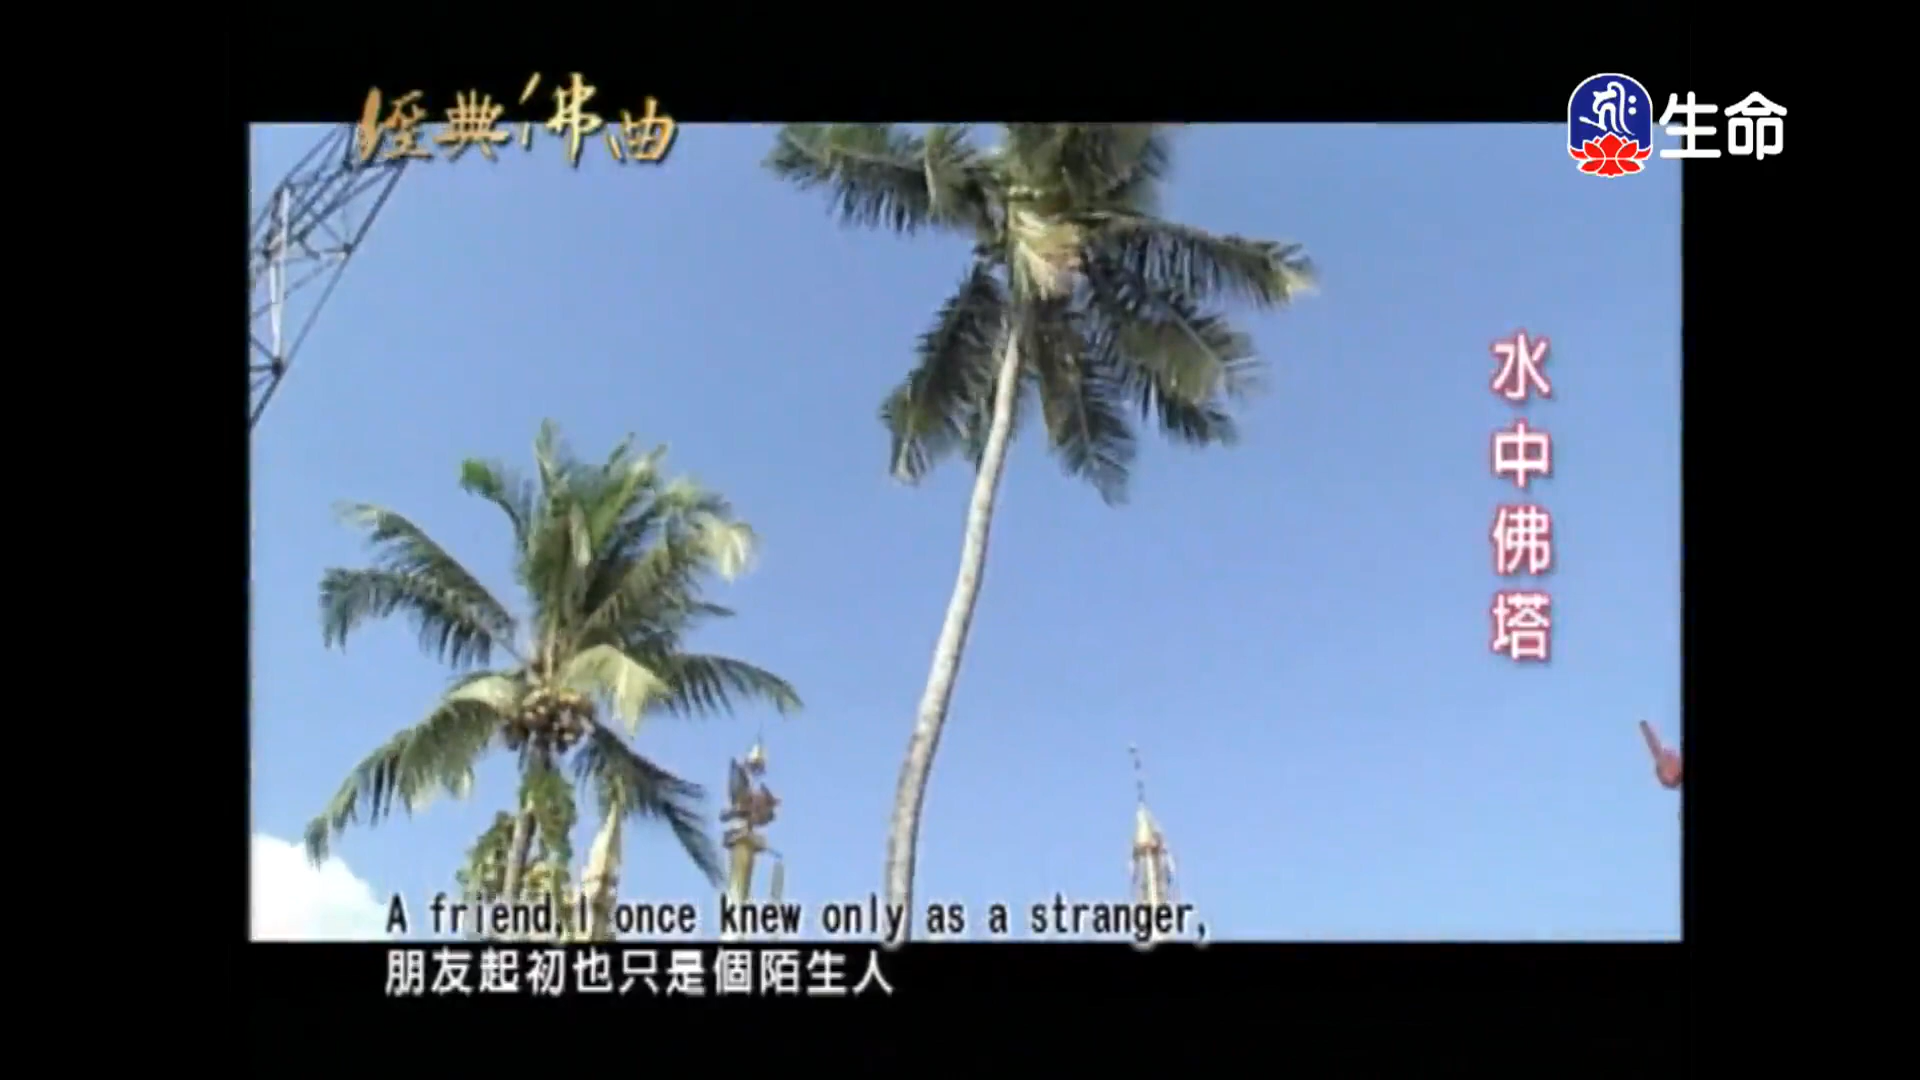 經典佛曲
生命
水中佛塔
A friend,I once knew only as a stranger,
朋友起初也只是個陌生人